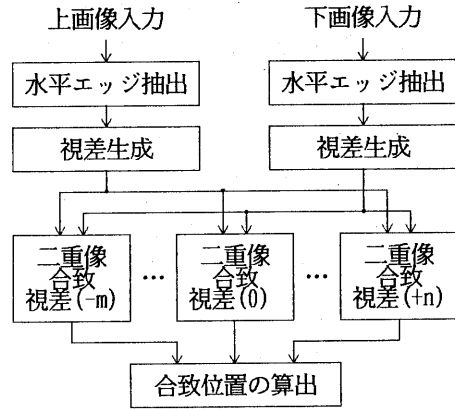 上画像入力
下画像入力
水平エッジ抽出
水平エッジ抽出
視差生成
視差生成
二重像
合致
視差(-m)
…
二重像
合致
視差(0)
…
二重像
合致
視差(+n)
合致位置の算出